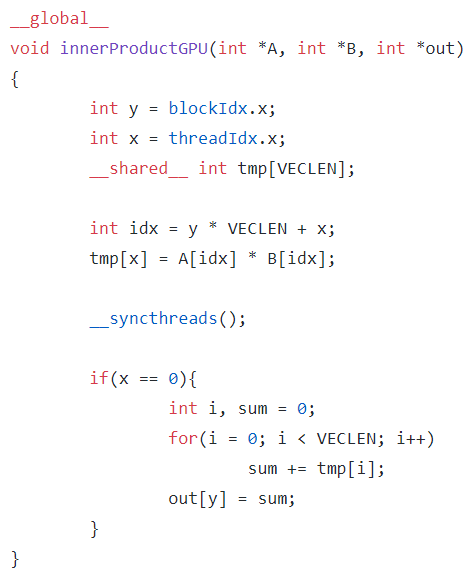 __global__
void innerProductGPU(int *A, int *B, int *out)
{
        int y = blockIdx.x;
        int x = threadIdx.x;
        __shared__ int tmp[VECLEN];

        int idx = y * VECLEN + x;
        tmp[x] = A[idx] * B[idx];

        __syncthreads();

        if(x == 0){
                int i, sum = 0;
                for(i = 0; i < VECLEN; i++)
                        sum += tmp[i];
                out[y] = sum;
        }
}